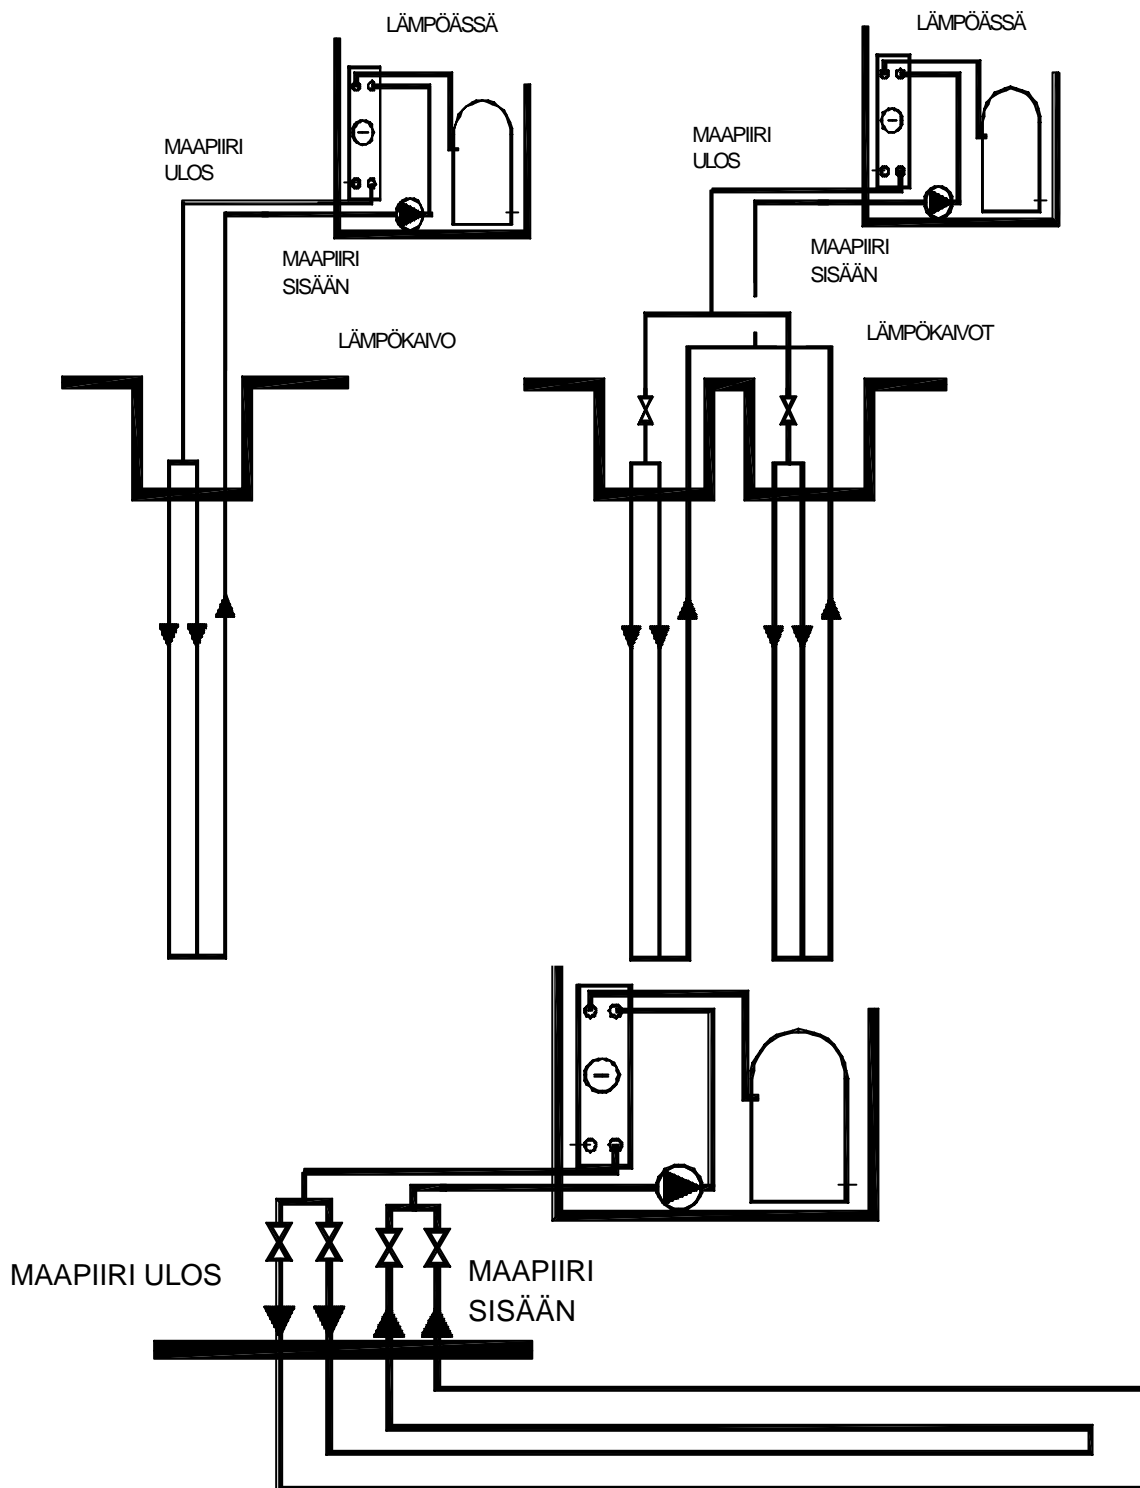 LÄMPÖÄSSÄ
MAAPIIRI
ULOS
MAAPIIRI
SISÄÄN
LÄMPÖKAIVO
LÄMPÖÄSSÄ
MAAPIIRI
ULOS
MAAPIIRI
SISÄÄN
LÄMPÖKAIVOT
MAAPIIRI ULOS
MAAPIIRI
SISÄÄN